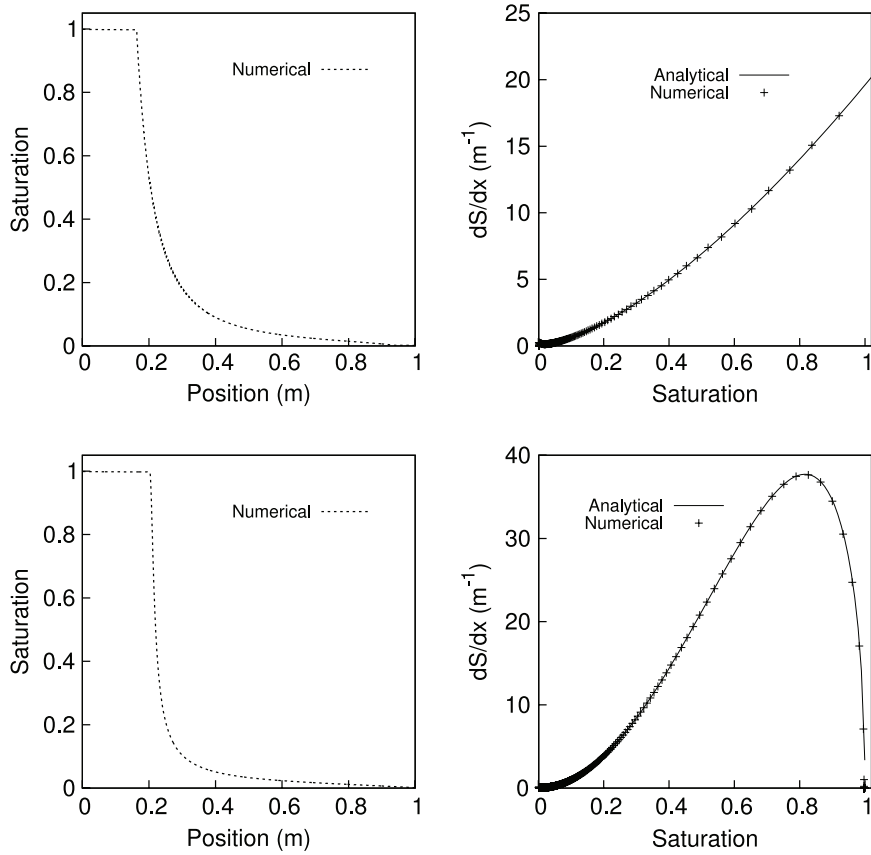 1
0.8
0.6
0.4
0.2
0
0 0.2 0.4 0.6 0.8 1
Saturation
Position (m)
Numerical
25
20
15
10
5
0
0 0.2 0.4 0.6 0.8 1
dS/dx (m⁻¹)
Saturation
Analytical
Numerical
1
0.8
0.6
0.4
0.2
0
0 0.2 0.4 0.6 0.8 1
Saturation
Position (m)
Numerical
40
30
20
10
0
0 0.2 0.4 0.6 0.8 1
dS/dx (m⁻¹)
Saturation
Analytical
Numerical